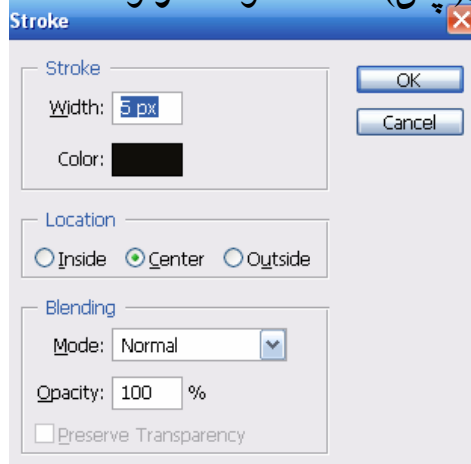 Stroke
Stroke
Width: 5 px
OK
Cancel
Color:
Location
Inside Center Outside
Blending
Mode: Normal
Opacity: 100 %
Preserve Transparency